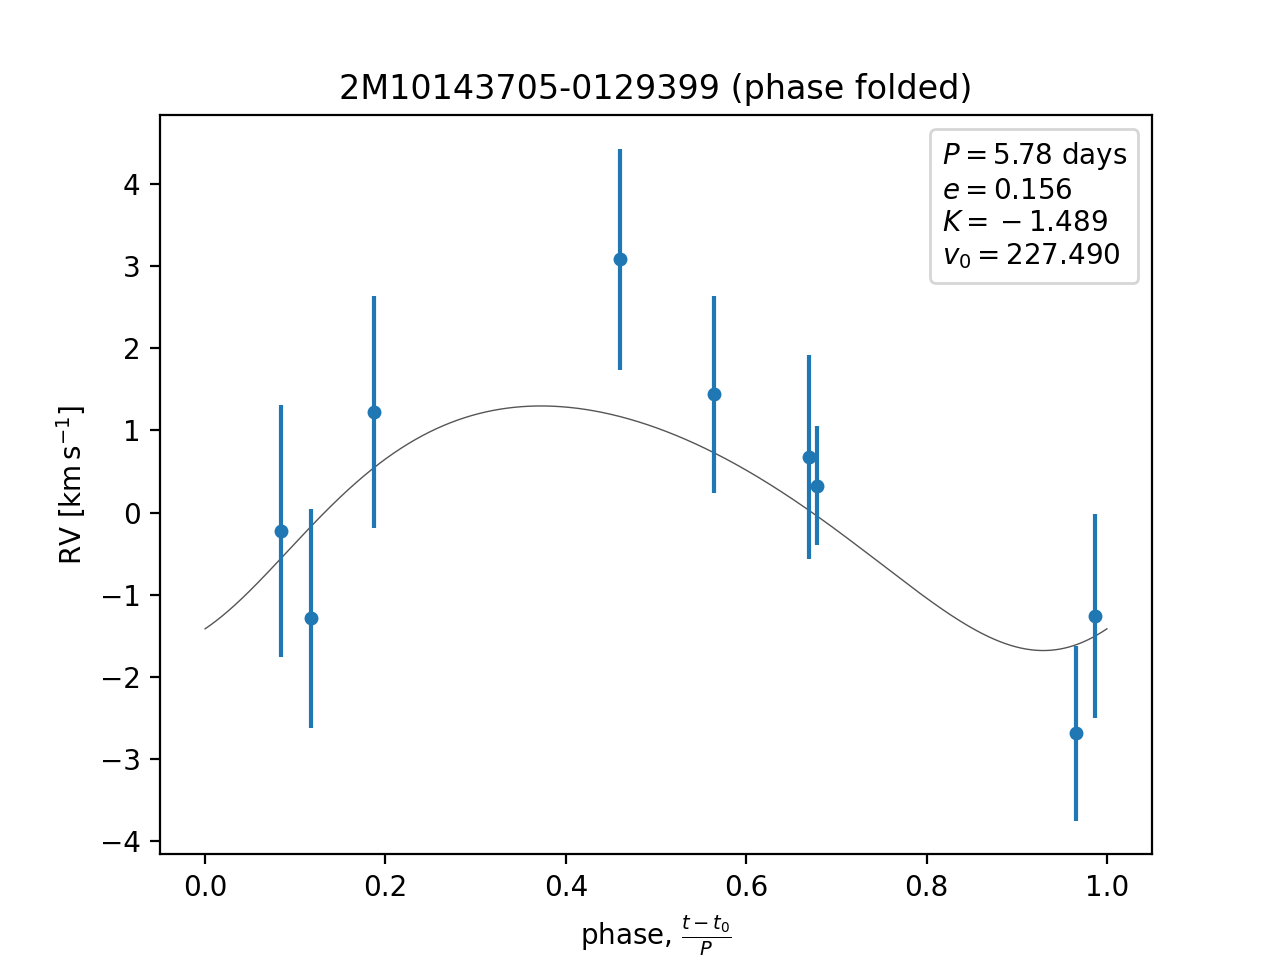 2M10143705-0129399 (phase folded)
P = 5.78 days
e = 0.156
K = −1.489
v₀ = 227.490
4
3
2
1
0
−1
−2
−3
−4
RV [km s⁻¹]
0.0 0.2 0.4 0.6 0.8 1.0
phase, (t − t₀)/P